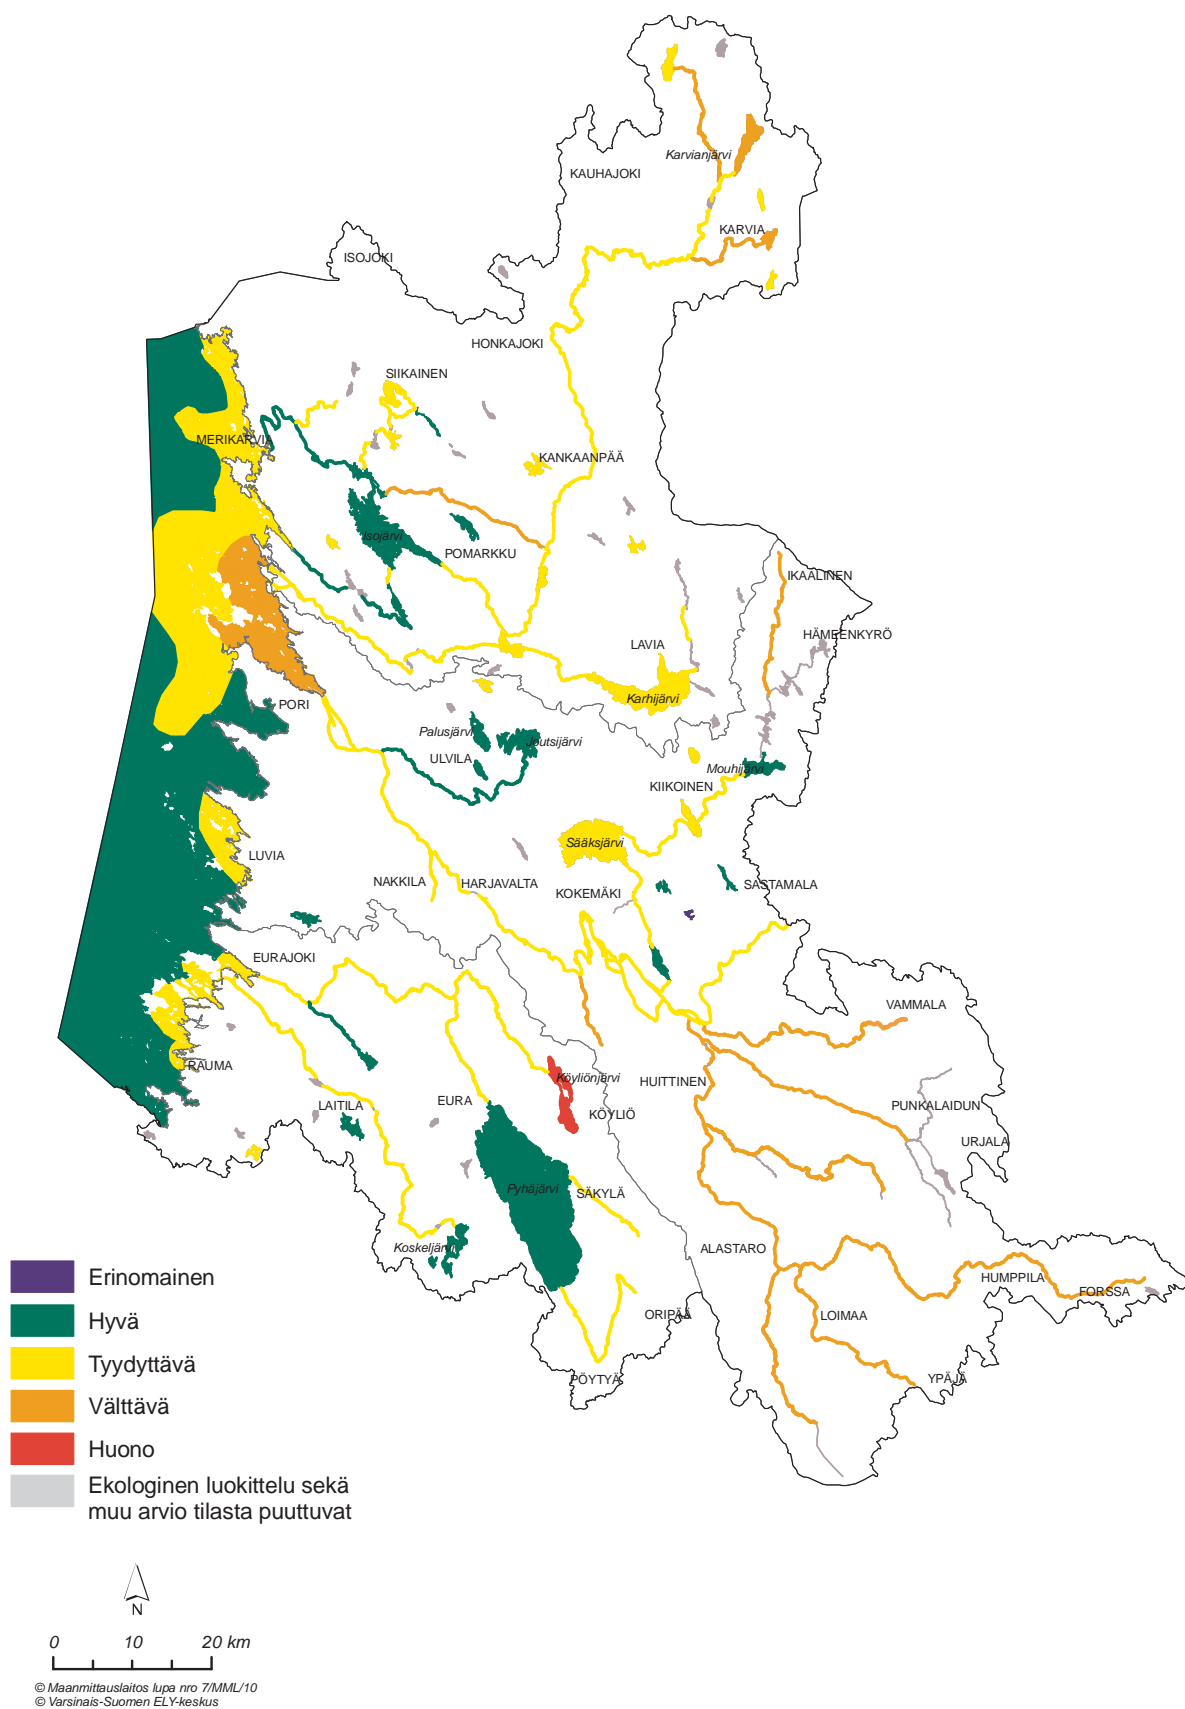 Karvianjärvi
KAUHAJOKI
KARVIA
ISOJOKI
HONKAJOKI
SIIKAINEN
MERIKARVIA
KANKAANPÄÄ
Isojärvi
POMARKKU
IKAALINEN
HÄMEENKYRÖ
LAVIA
Karhijärvi
PORI
Palusjärvi
Joutsijärvi
ULVILA
Mouhijärvi
KIIKOINEN
Sääksjärvi
LUVIA
NAKKILA
HARJAVALTA
KOKEMÄKI
SASTAMALA
EURAJOKI
VAMMALA
RAUMA
Köyliönjärvi
HUITTINEN
LAITILA
EURA
KÖYLIÖ
PUNKALAIDUN
URJALA
Pyhäjärvi
SÄKYLÄ
Koskeljärvi
ALASTARO
HUMPPILA
FORSSA
ORIPÄÄ
LOIMAA
PÖYTYÄ
YPÄJÄ
Erinomainen
Hyvä
Tyydyttävä
Välttävä
Huono
Ekologinen luokittelu sekä
muu arvio tilasta puuttuvat
N
0 10 20 km
© Maanmittauslaitos lupa nro 7/MML/10
© Varsinais-Suomen ELY-keskus